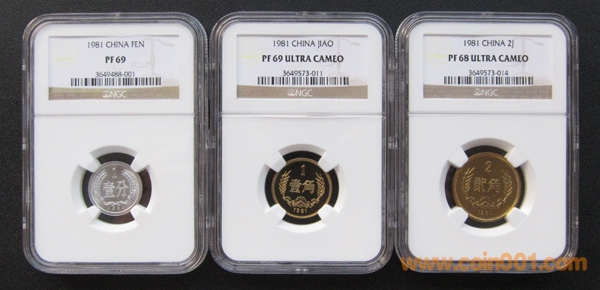 1981 CHINA FEN
PF 69
3649488-001
NGC
1
壹分
1981 CHINA JIAO
PF 69 ULTRA CAMEO
3649573-011
NGC
1
壹角
1981
1981 CHINA 2J
PF 68 ULTRA CAMEO
3649573-014
NGC
2
贰角
www.coin001.com